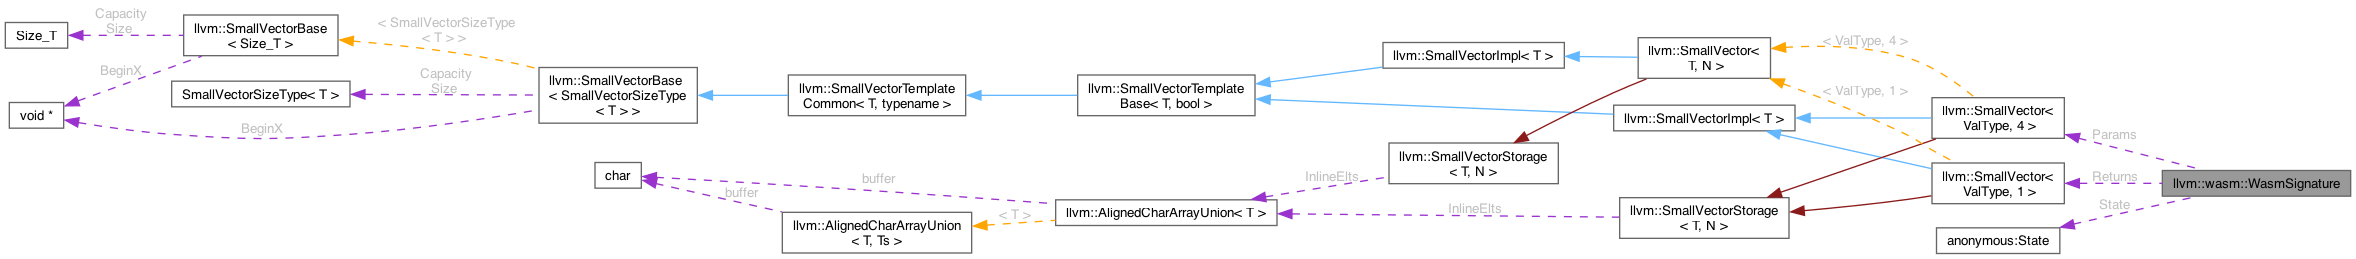 Size_T
Capacity
Size
llvm::SmallVectorBase
< Size_T >
< SmallVectorSizeType
< T > >
BeginX
void *
SmallVectorSizeType< T >
Capacity
Size
BeginX
llvm::SmallVectorBase
< SmallVectorSizeType
< T > >
llvm::SmallVectorTemplate
Common< T, typename >
llvm::SmallVectorTemplate
Base< T, bool >
llvm::SmallVectorImpl< T >
llvm::SmallVector<
T, N >
< ValType, 4 >
< ValType, 1 >
llvm::SmallVectorImpl< T >
llvm::SmallVector<
ValType, 4 >
Params
llvm::SmallVectorStorage
< T, N >
char
buffer
buffer
InlineElts
llvm::SmallVector<
ValType, 1 >
Returns
llvm::wasm::WasmSignature
llvm::AlignedCharArrayUnion
< T, Ts >
< T >
llvm::AlignedCharArrayUnion< T >
InlineElts
llvm::SmallVectorStorage
< T, N >
State
anonymous:State